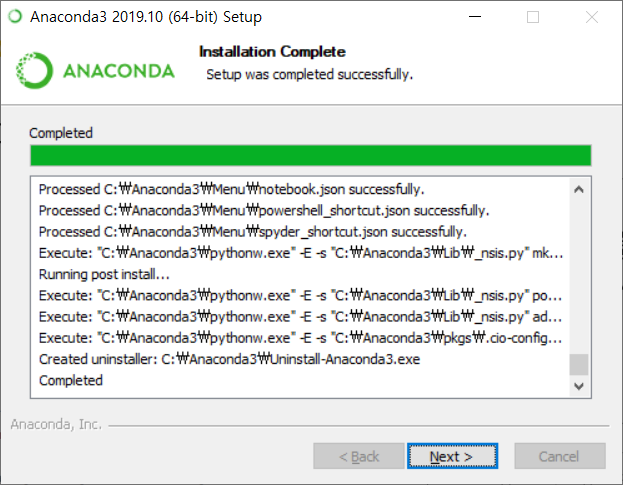 Anaconda3 2019.10 (64-bit) Setup
ANACONDA
Installation Complete
Setup was completed successfully.
Completed
Processed C:₩Anaconda3₩Menu₩notebook.json successfully.
Processed C:₩Anaconda3₩Menu₩powershell_shortcut.json successfully.
Processed C:₩Anaconda3₩Menu₩spyder_shortcut.json successfully.
Execute: "C:₩Anaconda3₩pythonw.exe" -E -s "C:₩Anaconda3₩Lib₩_nsis.py" mk...
Running post install...
Execute: "C:₩Anaconda3₩pythonw.exe" -E -s "C:₩Anaconda3₩Lib₩_nsis.py" po...
Execute: "C:₩Anaconda3₩pythonw.exe" -E -s "C:₩Anaconda3₩Lib₩_nsis.py" ad...
Execute: "C:₩Anaconda3₩pythonw.exe" -E -s "C:₩Anaconda3₩pkgs₩.cio-config...
Created uninstaller: C:₩Anaconda3₩Uninstall-Anaconda3.exe
Completed
Anaconda, Inc.
< Back
Next >
Cancel